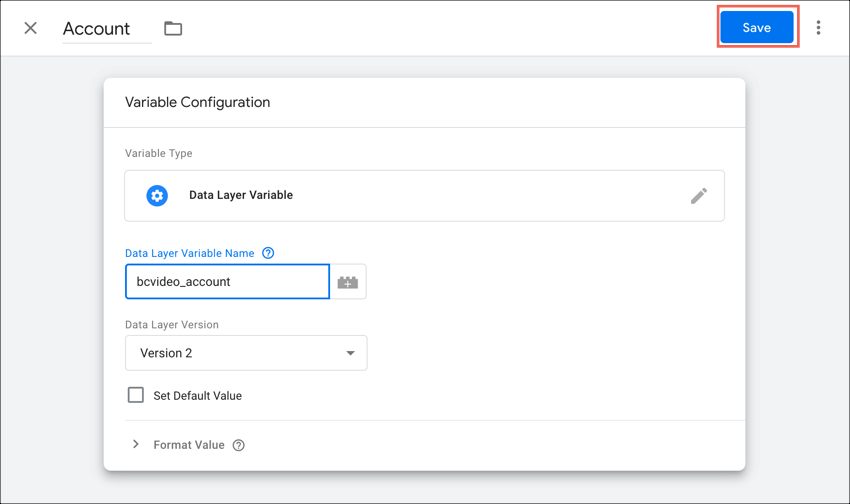 Account
Save
Variable Configuration
Variable Type
Data Layer Variable
Data Layer Variable Name
bcvideo_account
Data Layer Version
Version 2
Set Default Value
Format Value